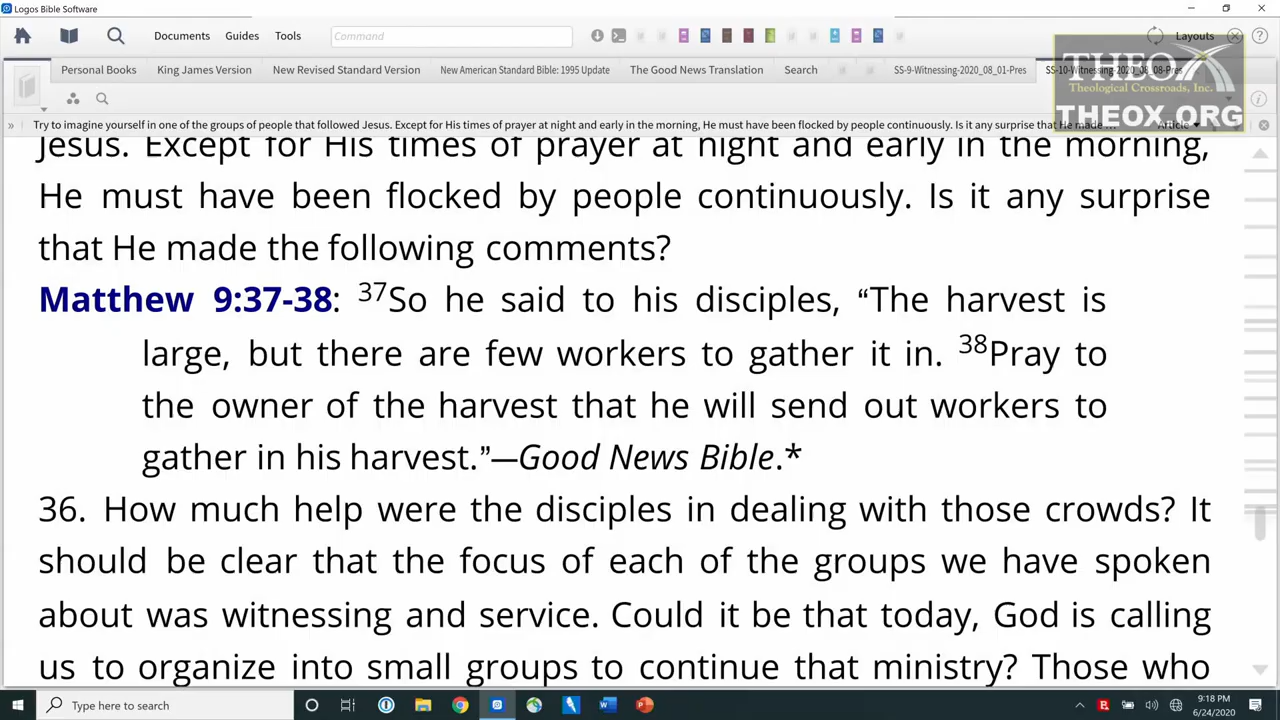 Logos Bible Software
Documents Guides Tools Command Layouts
Personal Books King James Version New Revised Stan New American Standard Bible: 1995 Update The Good News Translation Search SS-9-Witnessing-2020_08_01-Pres SS-10-Witnessing-2020_08_08-Pres
THEOX
Theological Crossroads, Inc.
THEOX.ORG
» Try to imagine yourself in one of the groups of people that followed Jesus. Except for His times of prayer at night and early in the morning, He must have been flocked by people continuously. Is it any surprise that He made ... Article
Jesus. Except for His times of prayer at night and early in the morning,
He must have been flocked by people continuously. Is it any surprise
that He made the following comments?
Matthew 9:37-38: 37So he said to his disciples, “The harvest is
large, but there are few workers to gather it in. 38Pray to
the owner of the harvest that he will send out workers to
gather in his harvest.”—Good News Bible.*
36. How much help were the disciples in dealing with those crowds? It
should be clear that the focus of each of the groups we have spoken
about was witnessing and service. Could it be that today, God is calling
us to organize into small groups to continue that ministry? Those who
Type here to search
9:18 PM
6/24/2020